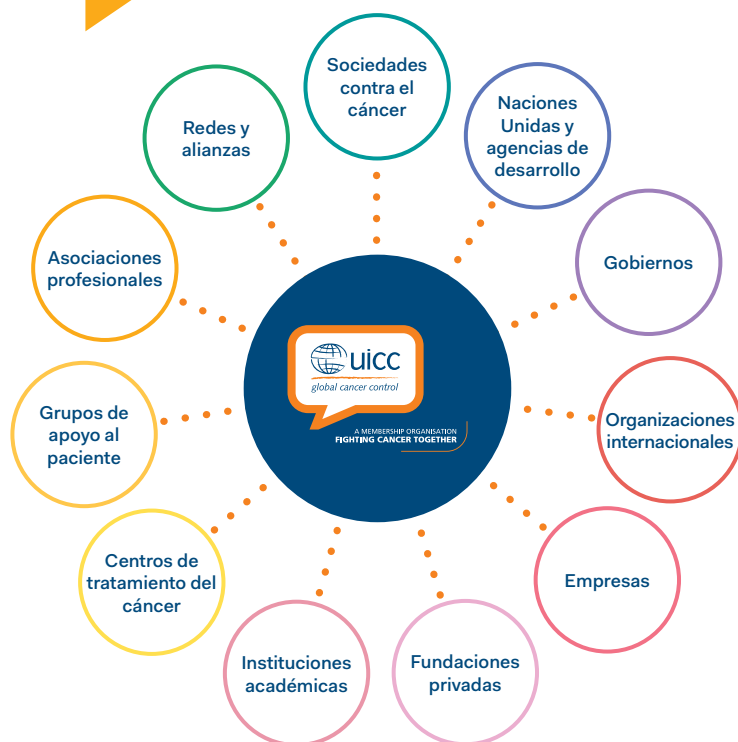 Sociedades
contra el
cáncer
Naciones
Unidas y
agencias de
desarrollo
Gobiernos
Organizaciones
internacionales
Empresas
Fundaciones
privadas
Instituciones
académicas
Centros de
tratamiento del
cáncer
Grupos de
apoyo al
paciente
Asociaciones
profesionales
Redes y
alianzas
uicc
global cancer control
A MEMBERSHIP ORGANISATION
FIGHTING CANCER TOGETHER